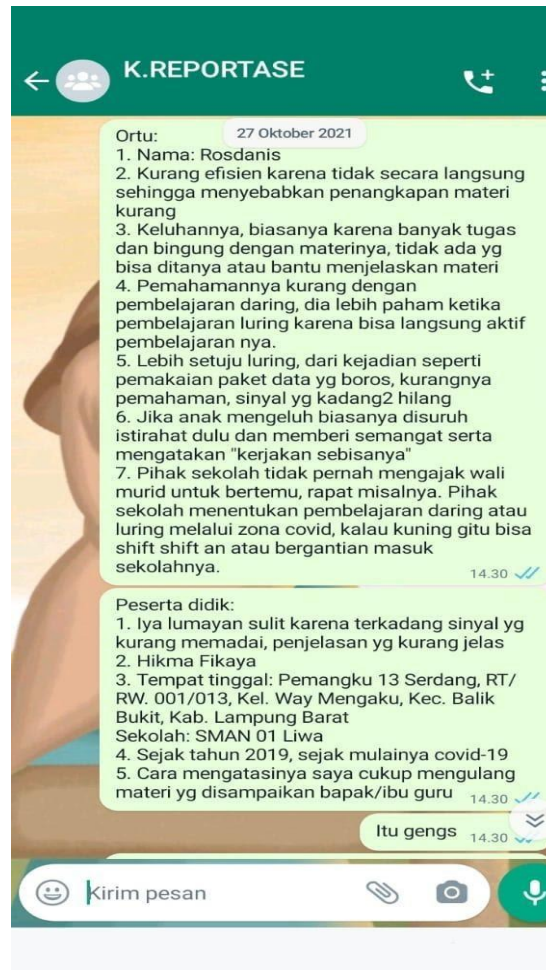 K.REPORTASE
27 Oktober 2021
Ortu:
1. Nama: Rosdanis
2. Kurang efisien karena tidak secara langsung
sehingga menyebabkan penangkapan materi
kurang
3. Keluhannya, biasanya karena banyak tugas
dan bingung dengan materinya, tidak ada yg
bisa ditanya atau bantu menjelaskan materi
4. Pemahamannya kurang dengan
pembelajaran daring, dia lebih paham ketika
pembelajaran luring karena bisa langsung aktif
pembelajaran nya.
5. Lebih setuju luring, dari kejadian seperti
pemakaian paket data yg boros, kurangnya
pemahaman, sinyal yg kadang2 hilang
6. Jika anak mengeluh biasanya disuruh
istirahat dulu dan memberi semangat serta
mengatakan "kerjakan sebisanya"
7. Pihak sekolah tidak pernah mengajak wali
murid untuk bertemu, rapat misalnya. Pihak
sekolah menentukan pembelajaran daring atau
luring melalui zona covid, kalau kuning gitu bisa
shift shift an atau bergantian masuk
sekolahnya.
14.30
Peserta didik:
1. Iya lumayan sulit karena terkadang sinyal yg
kurang memadai, penjelasan yg kurang jelas
2. Hikma Fikaya
3. Tempat tinggal: Pemangku 13 Serdang, RT/
RW. 001/013, Kel. Way Mengaku, Kec. Balik
Bukit, Kab. Lampung Barat
Sekolah: SMAN 01 Liwa
4. Sejak tahun 2019, sejak mulainya covid-19
5. Cara mengatasinya saya cukup mengulang
materi yg disampaikan bapak/ibu guru
14.30
Itu gengs 14.30
Kirim pesan